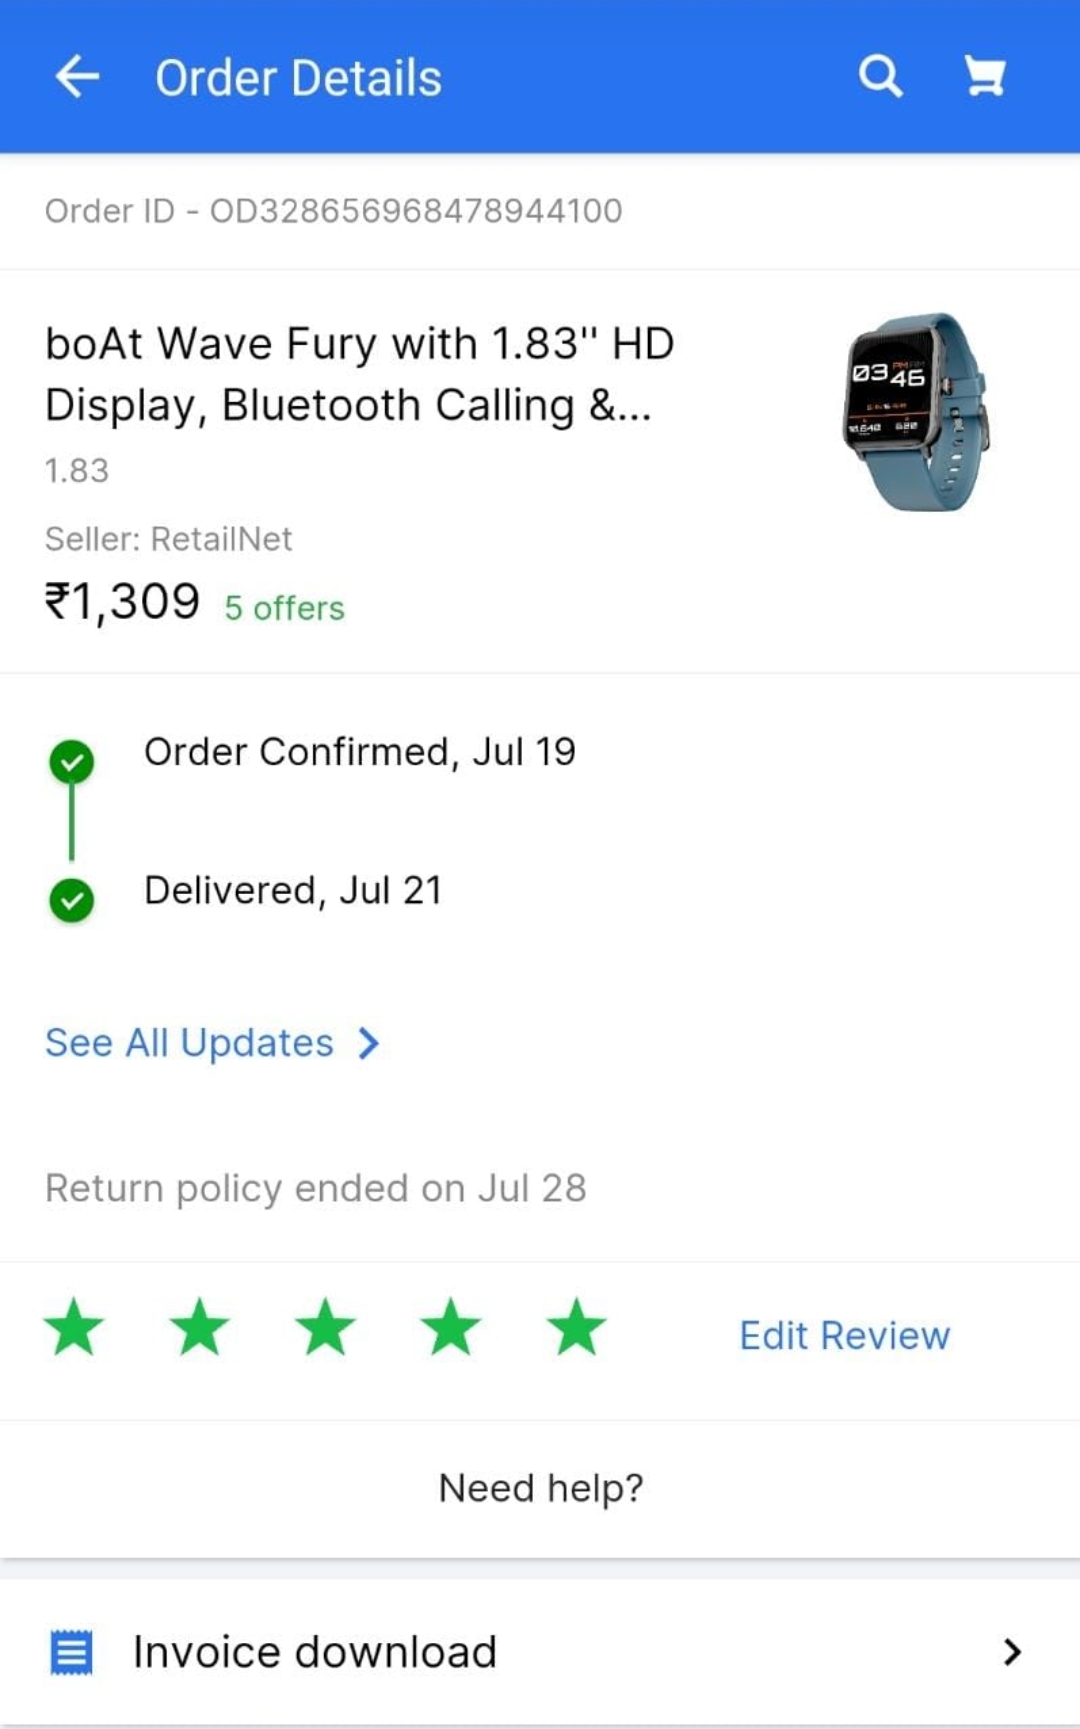 Order Details
Order ID - OD328656968478944100
boAt Wave Fury with 1.83" HD
Display, Bluetooth Calling &...
1.83
Seller: RetailNet
₹1,309 5 offers
03 46
Order Confirmed, Jul 19
Delivered, Jul 21
See All Updates
Return policy ended on Jul 28
Edit Review
Need help?
Invoice download